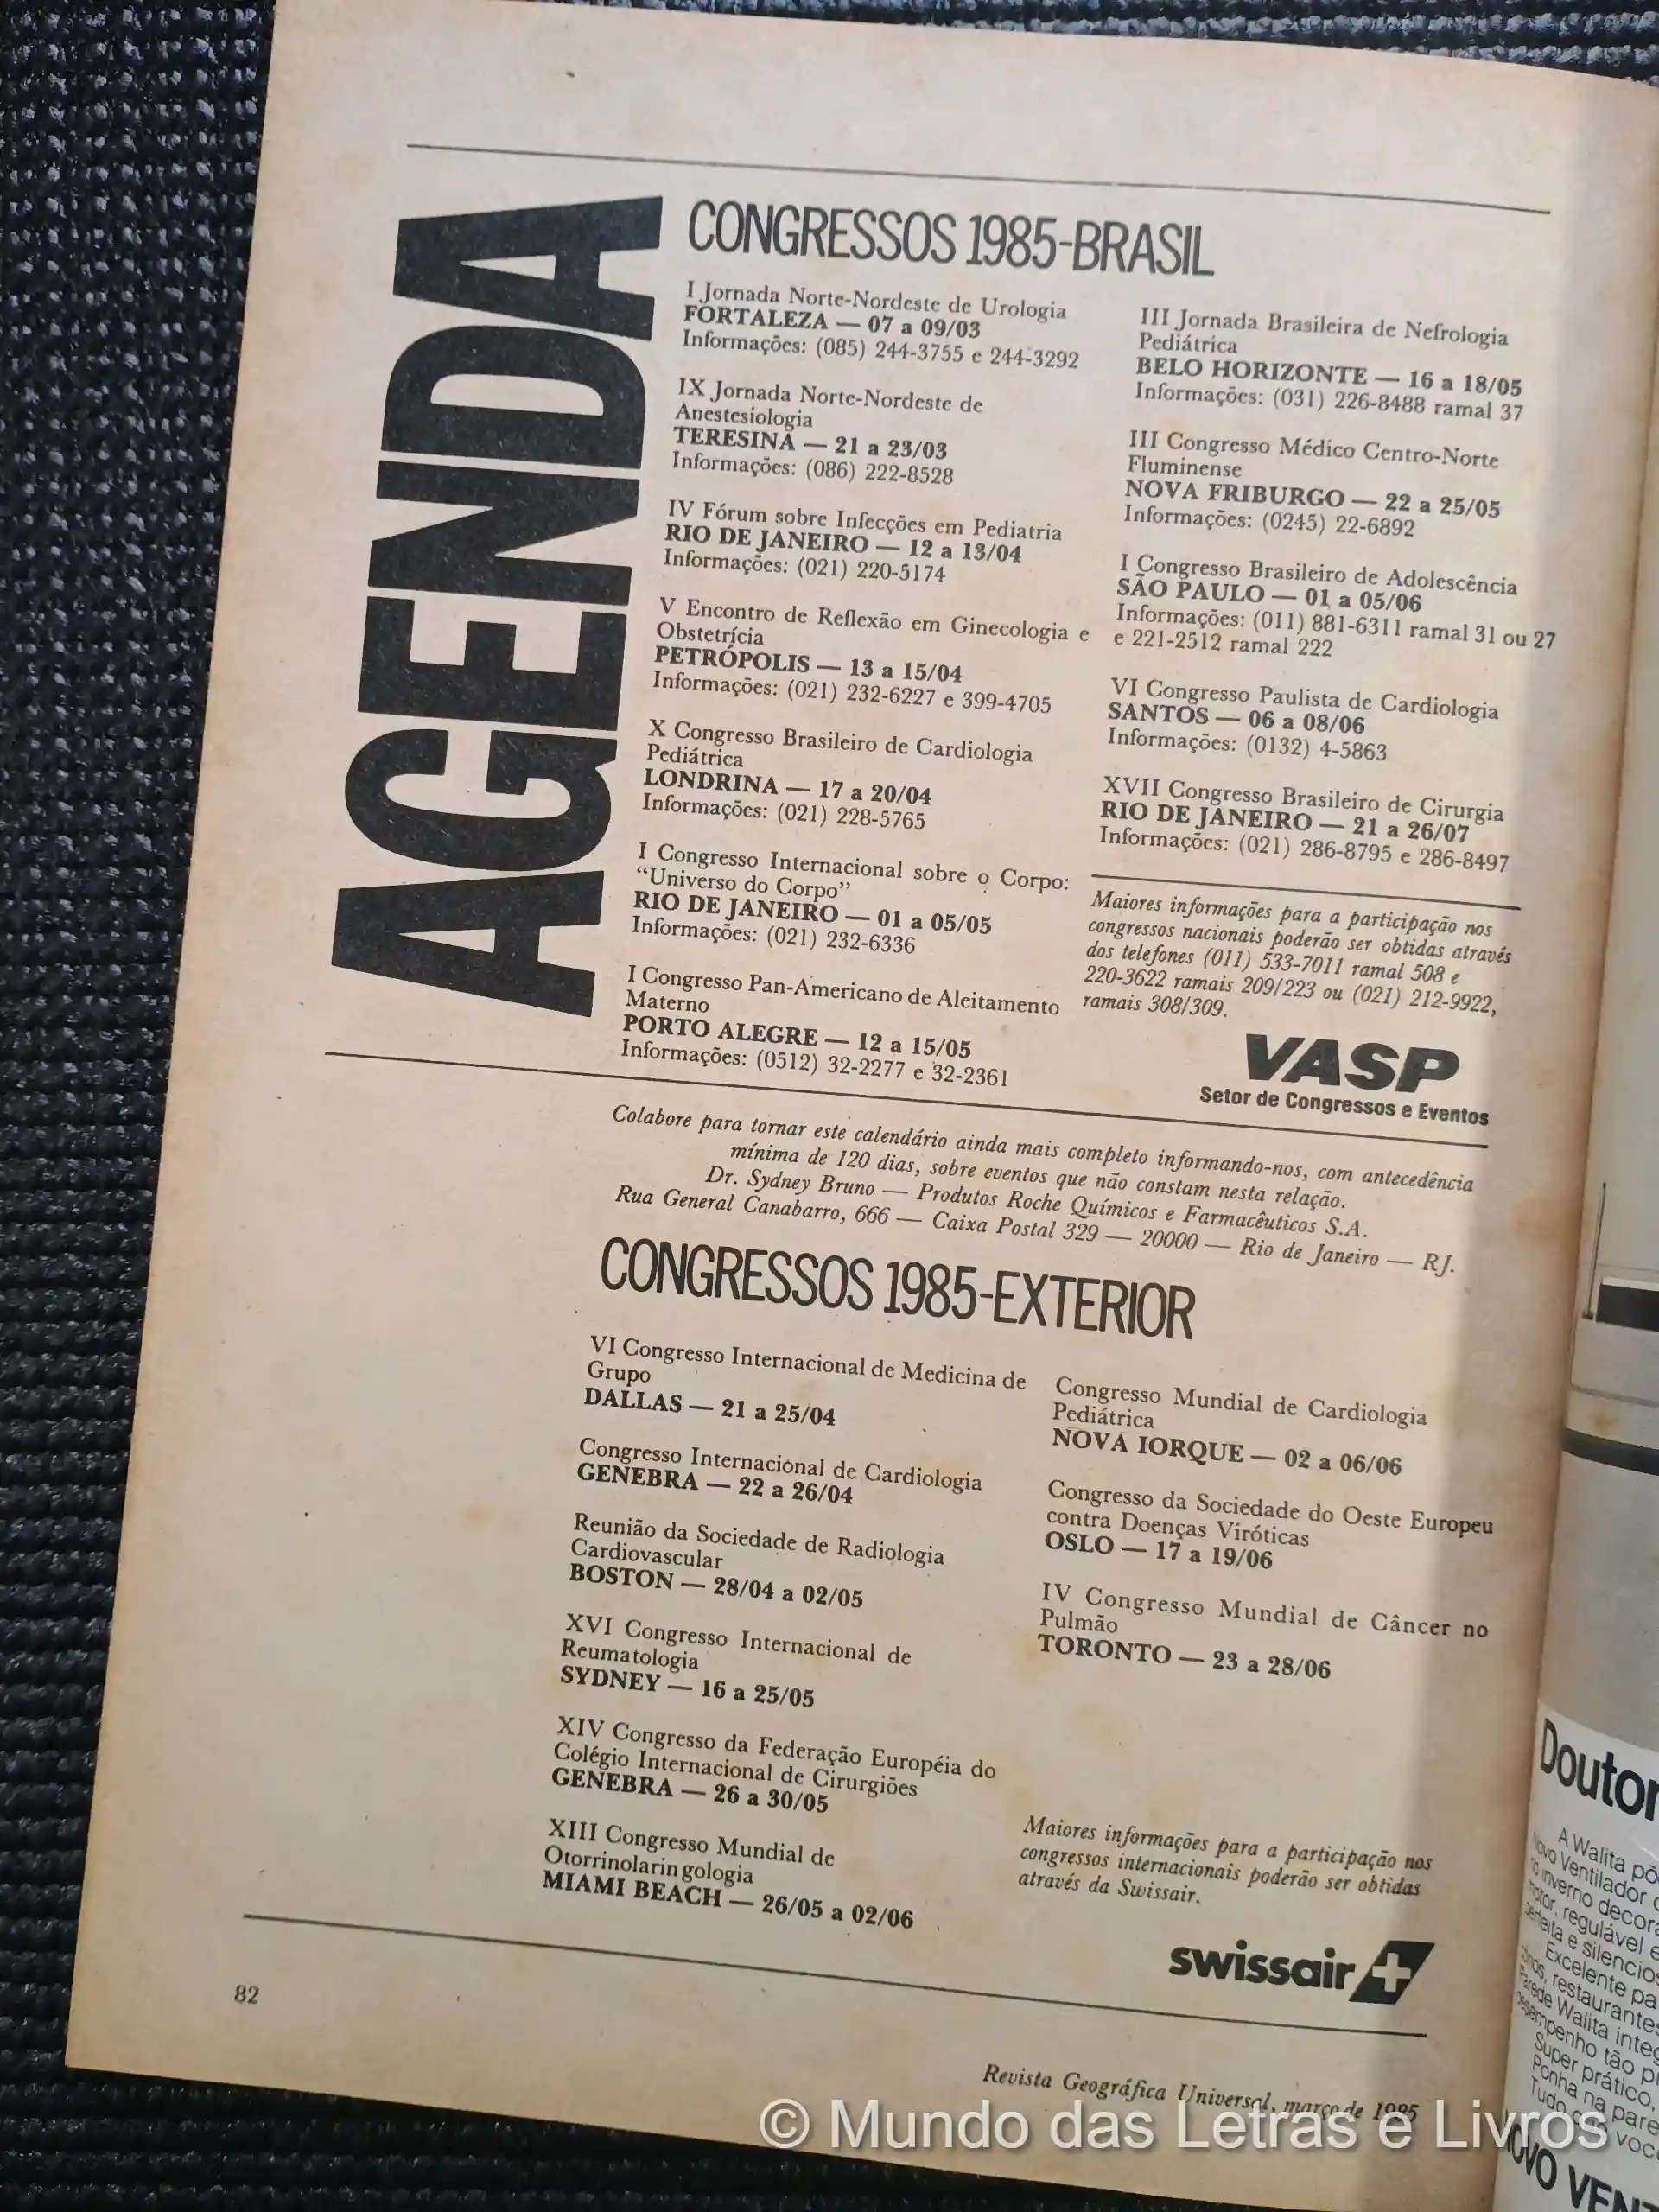 AGENDA
CONGRESSOS 1985-BRASIL
I Jornada Norte-Nordeste de Urologia
FORTALEZA — 07 a 09/03
Informações: (085) 244-3755 e 244-3292
IX Jornada Norte-Nordeste de
Anestesiologia
TERESINA — 21 a 23/03
Informações: (086) 222-8528
IV Fórum sobre Infecções em Pediatria
RIO DE JANEIRO — 12 a 13/04
Informações: (021) 220-5174
V Encontro de Reflexão em Ginecologia e
Obstetrícia
PETRÓPOLIS — 13 a 15/04
Informações: (021) 232-6227 e 399-4705
X Congresso Brasileiro de Cardiologia
Pediátrica
LONDRINA — 17 a 20/04
Informações: (021) 228-5765
I Congresso Internacional sobre o Corpo:
“Universo do Corpo”
RIO DE JANEIRO — 01 a 05/05
Informações: (021) 232-6336
I Congresso Pan-Americano de Aleitamento
Materno
PORTO ALEGRE — 12 a 15/05
Informações: (0512) 32-2277 e 32-2361
III Jornada Brasileira de Nefrologia
Pediátrica
BELO HORIZONTE — 16 a 18/05
Informações: (031) 226-8488 ramal 37
III Congresso Médico Centro-Norte
Fluminense
NOVA FRIBURGO — 22 a 25/05
Informações: (0245) 22-6892
I Congresso Brasileiro de Adolescência
SÃO PAULO — 01 a 05/06
Informações: (011) 881-6311 ramal 31 ou 27
e 221-2512 ramal 222
VI Congresso Paulista de Cardiologia
SANTOS — 06 a 08/06
Informações: (0132) 4-5863
XVII Congresso Brasileiro de Cirurgia
RIO DE JANEIRO — 21 a 26/07
Informações: (021) 286-8795 e 286-8497
Maiores informações para a participação nos
congressos nacionais poderão ser obtidas através
dos telefones (011) 533-7011 ramal 508 e
220-3622 ramais 209/223 ou (021) 212-9922,
ramais 308/309.
VASP
Setor de Congressos e Eventos
Colabore para tornar este calendário ainda mais completo informando-nos, com antecedência
mínima de 120 dias, sobre eventos que não constam nesta relação.
Dr. Sydney Bruno — Produtos Roche Químicos e Farmacêuticos S.A.
Rua General Canabarro, 666 — Caixa Postal 329 — 20000 — Rio de Janeiro — RJ.
CONGRESSOS 1985-EXTERIOR
VI Congresso Internacional de Medicina de
Grupo
DALLAS — 21 a 25/04
Congresso Internacional de Cardiologia
GENEBRA — 22 a 26/04
Reunião da Sociedade de Radiologia
Cardiovascular
BOSTON — 28/04 a 02/05
XVI Congresso Internacional de
Reumatologia
SYDNEY — 16 a 25/05
XIV Congresso da Federação Européia do
Colégio Internacional de Cirurgiões
GENEBRA — 26 a 30/05
XIII Congresso Mundial de
Otorrinolarin gologia
MIAMI BEACH — 26/05 a 02/06
Congresso Mundial de Cardiologia
Pediátrica
NOVA IORQUE — 02 a 06/06
Congresso da Sociedade do Oeste Europeu
contra Doenças Viróticas
OSLO — 17 a 19/06
IV Congresso Mundial de Câncer no
Pulmão
TORONTO — 23 a 28/06
Maiores informações para a participação nos
congressos internacionais poderão ser obtidas
através da Swissair.
swissair
82
Revista Geográfica Universal, março de 1985
© Mundo das Letras e Livros
Doutor
A Walita
Novo Ventilador
no inverno
motor, regulável
Excelente
restaurantes
Parede Walita
desempenho tão
Super prático,
Ponha na
Tudo